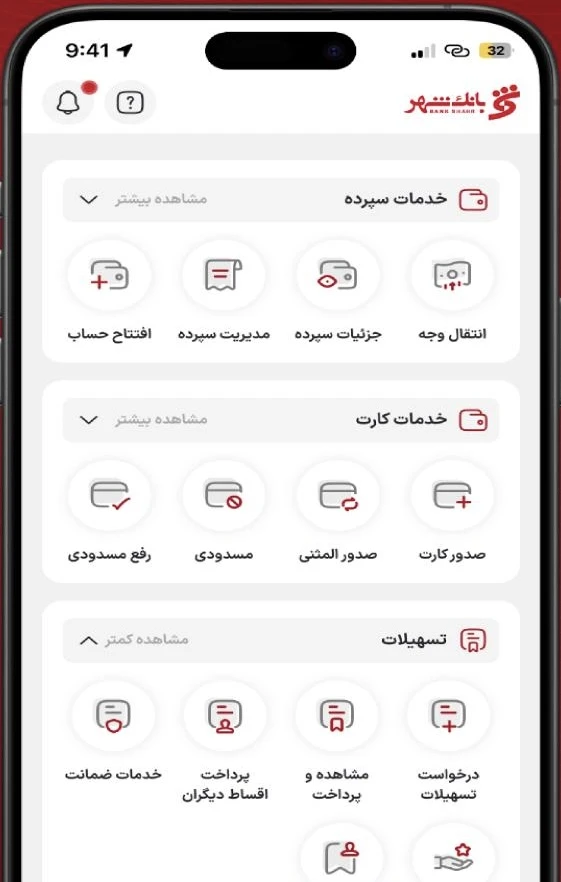 9:41
32
بانك شهر
BANK SHAHR
?
خدمات سپرده
مشاهده بیشتر
انتقال وجه
جزئیات سپرده
مدیریت سپرده
افتتاح حساب
خدمات کارت
مشاهده بیشتر
صدور کارت
صدور المثنی
مسدودی
رفع مسدودی
تسهیلات
مشاهده کمتر
درخواست
تسهیلات
مشاهده و
پرداخت
پرداخت
اقساط دیگران
خدمات ضمانت